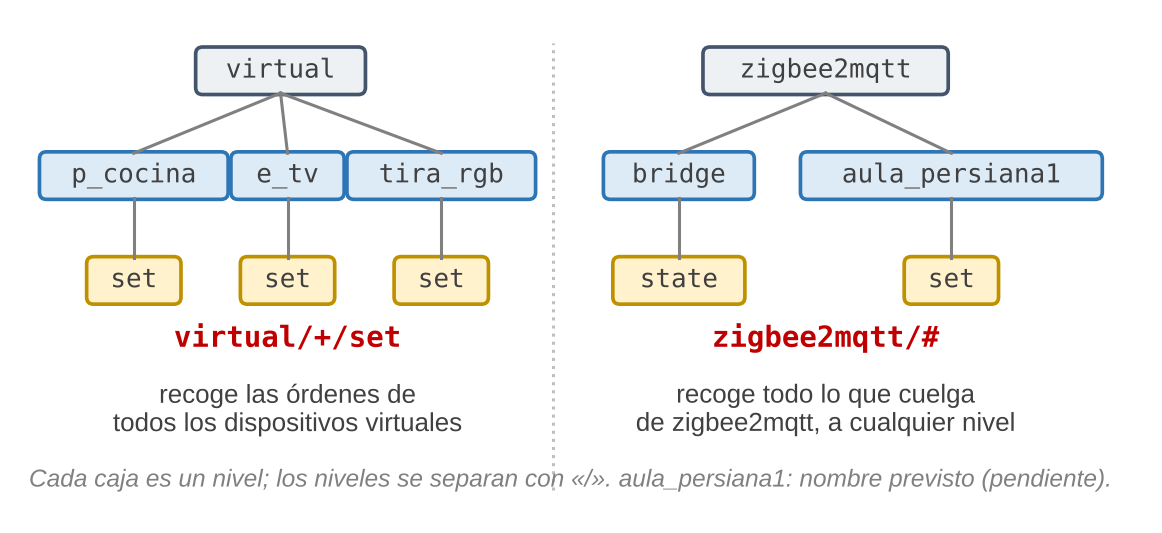 virtual
p_cocina
e_tv
tira_rgb
set
set
set
virtual/+/set
recoge las órdenes de
todos los dispositivos virtuales
zigbee2mqtt
bridge
aula_persiana1
state
set
zigbee2mqtt/#
recoge todo lo que cuelga
de zigbee2mqtt, a cualquier nivel
Cada caja es un nivel; los niveles se separan con «/». aula_persiana1: nombre previsto (pendiente).